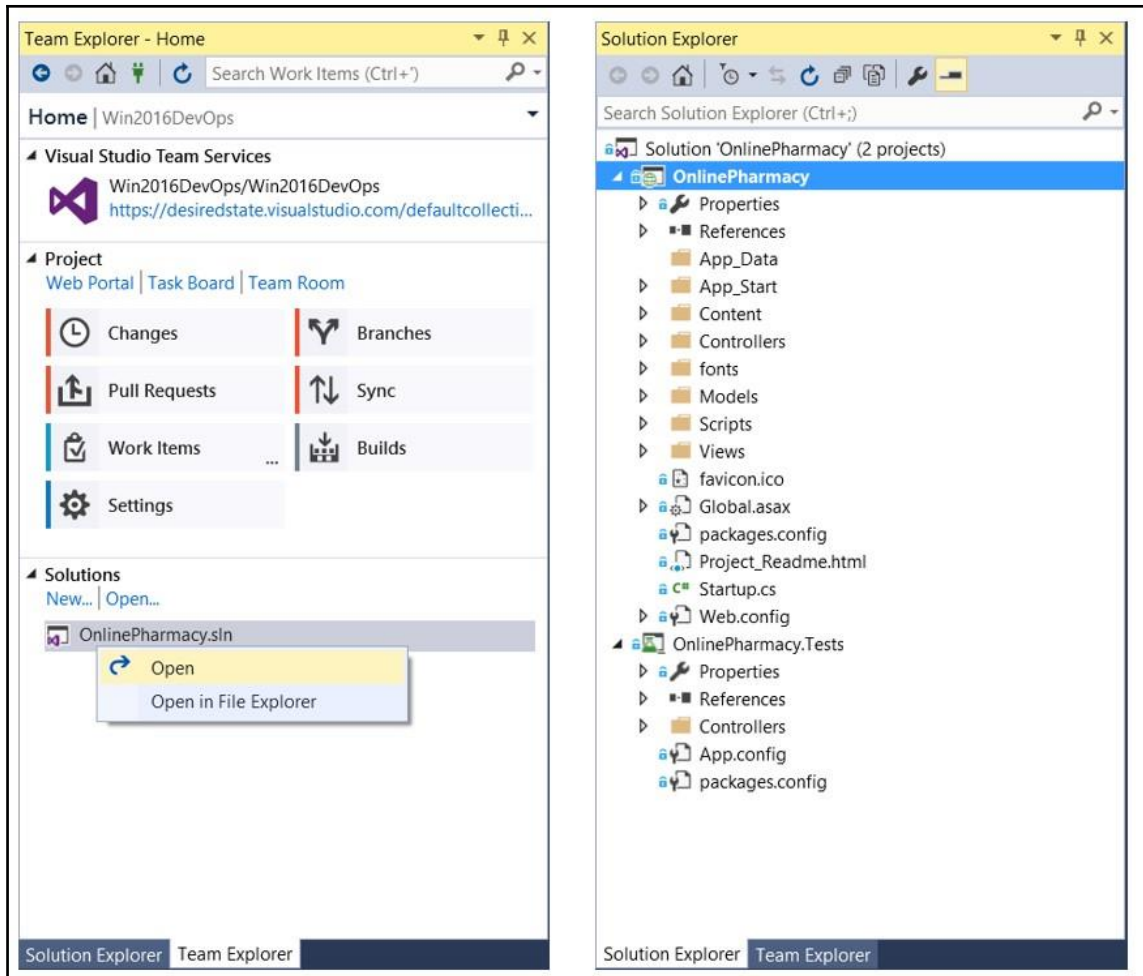 Team Explorer - Home
Search Work Items (Ctrl+')
Home | Win2016DevOps
Visual Studio Team Services
Win2016DevOps/Win2016DevOps
https://desiredstate.visualstudio.com/defaultcollecti...
Project
Web Portal | Task Board | Team Room
Changes
Branches
Pull Requests
Sync
Work Items
...
Builds
Settings
Solutions
New... | Open...
OnlinePharmacy.sln
Open
Open in File Explorer
Solution Explorer Team Explorer
Solution Explorer
Search Solution Explorer (Ctrl+;)
Solution 'OnlinePharmacy' (2 projects)
OnlinePharmacy
Properties
References
App_Data
App_Start
Content
Controllers
fonts
Models
Scripts
Views
favicon.ico
Global.asax
packages.config
Project_Readme.html
C# Startup.cs
Web.config
OnlinePharmacy.Tests
Properties
References
Controllers
App.config
packages.config
Solution Explorer Team Explorer